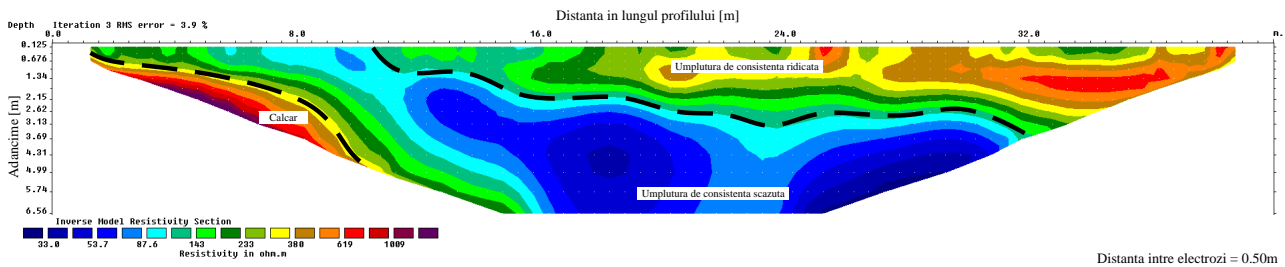 Distanta in lungul profilului [m]
Depth Iteration 3 RMS error = 3.9 %
0.0 8.0 16.0 24.0 32.0 m.
0.125
0.676
1.34
2.15
2.62
3.13
3.69
4.31
4.99
5.74
6.56
Adancime [m]
Umplutura de consistenta ridicata
Calcar
Umplutura de consistenta scazuta
Inverse Model Resistivity Section
33.0 53.7 87.6 143 233 380 619 1009
Resistivity in ohm.m
Distanta intre electrozi = 0.50m